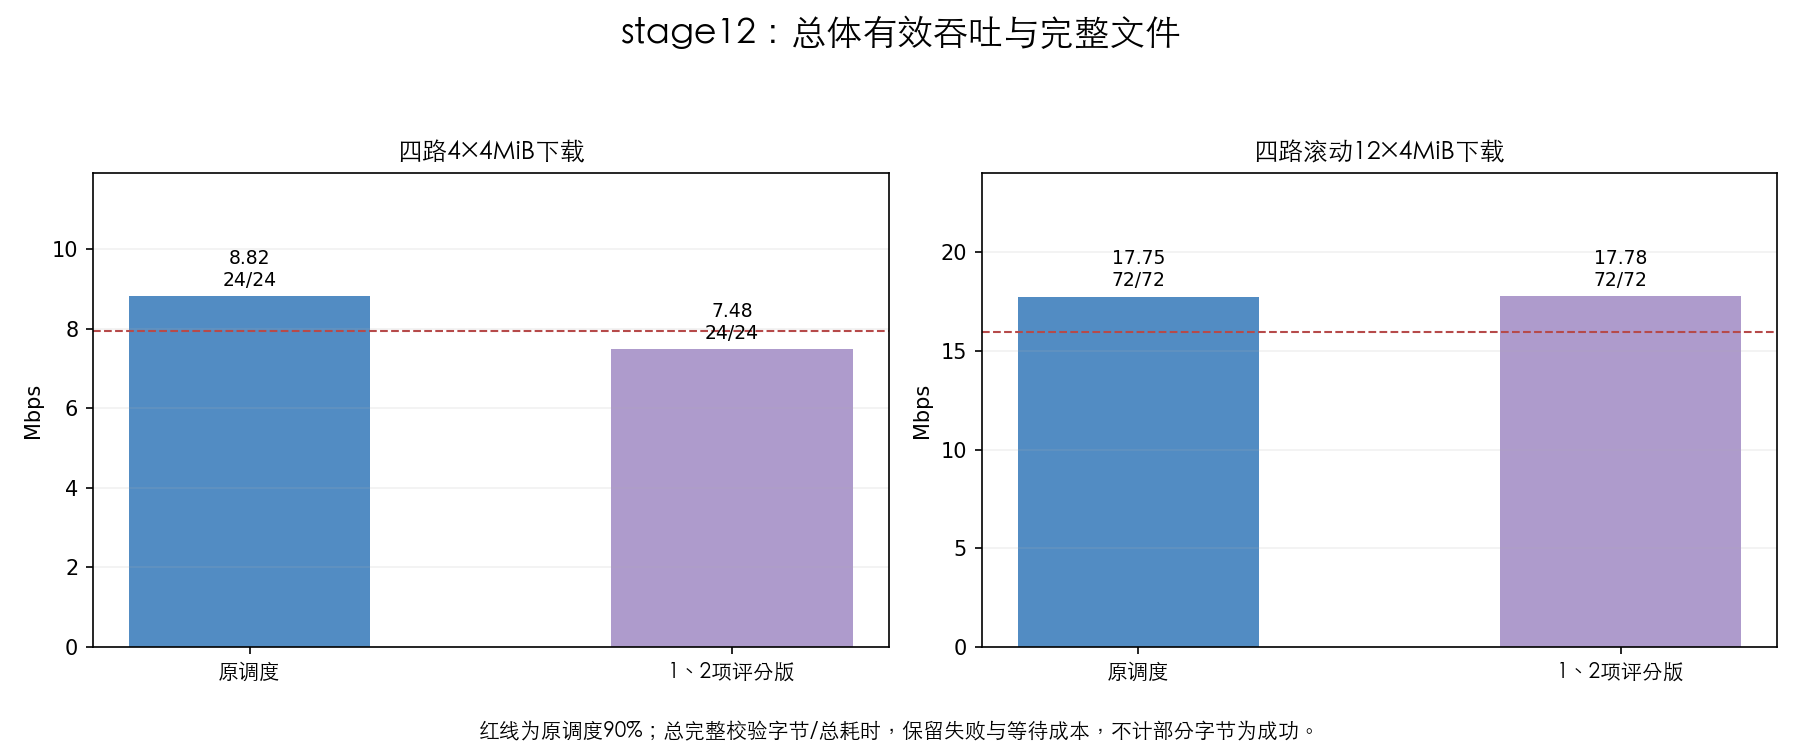 stage12：总体有效吞吐与完整文件
四路4×4MiB下载
Mbps
10
8
6
4
2
0
8.82
24/24
7.48
24/24
原调度
1、2项评分版
四路滚动12×4MiB下载
Mbps
20
15
10
5
0
17.75
72/72
17.78
72/72
原调度
1、2项评分版
红线为原调度90%；总完整校验字节/总耗时，保留失败与等待成本，不计部分字节为成功。